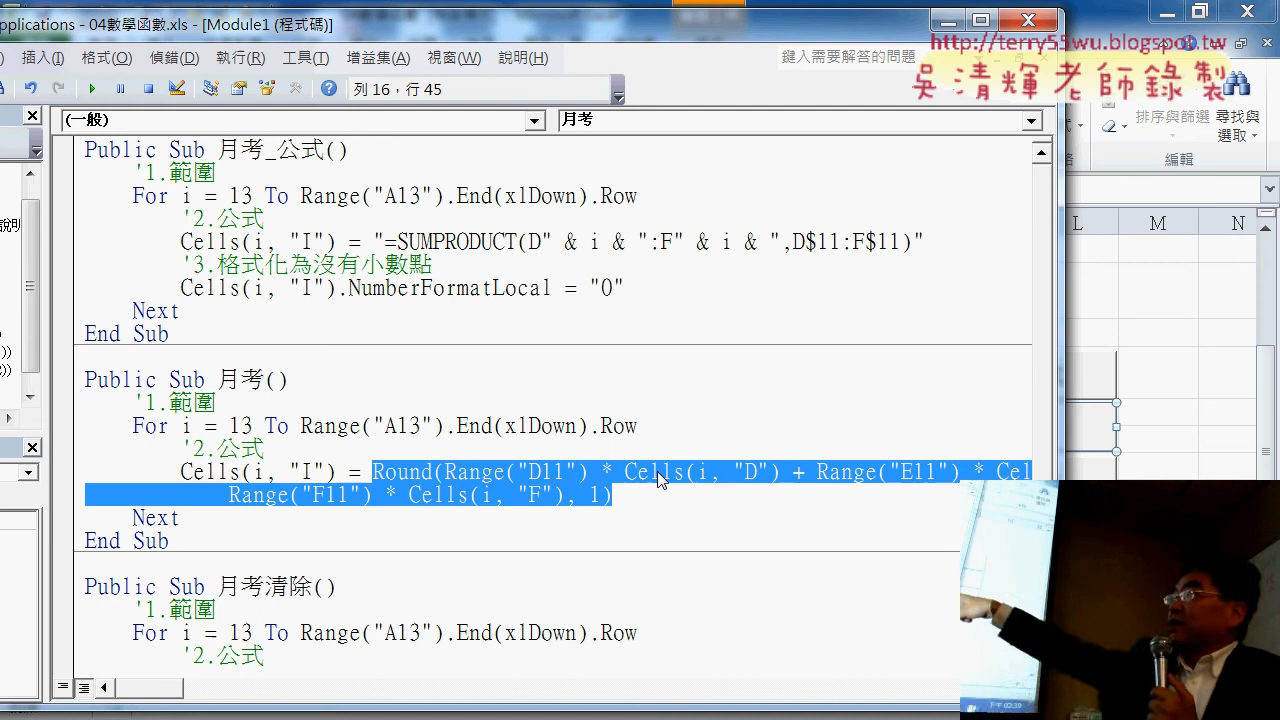 pplications - 04數學函數.xls - [Module1 (程式碼)]
http://terry55wu.blogspot.tw
吳清輝老師錄製
插入(I) 格式(O) 偵錯(D) 執行(R) 工具( 增益集(A) 視窗(W) 說明(H)
鍵入需要解答的問題
列 16，行 45
排序與篩選 尋找與
選取
編輯
(一般)
月考
L M N
Public Sub 月考_公式()
'1.範圍
For i = 13 To Range("A13").End(xlDown).Row
'2.公式
Cells(i, "I") = "=SUMPRODUCT(D" & i & ":F" & i & ",D$11:F$11)"
'3.格式化為沒有小數點
Cells(i, "I").NumberFormatLocal = "0"
Next
End Sub
Public Sub 月考()
'1.範圍
For i = 13 To Range("A13").End(xlDown).Row
'2.公式
Cells(i, "I") = Round(Range("D11") * Cells(i, "D") + Range("E11") * Cel
Range("F11") * Cells(i, "F"), 1)
Next
End Sub
Public Sub 月考清除()
'1.範圍
For i = 13 To Range("A13").End(xlDown).Row
'2.公式